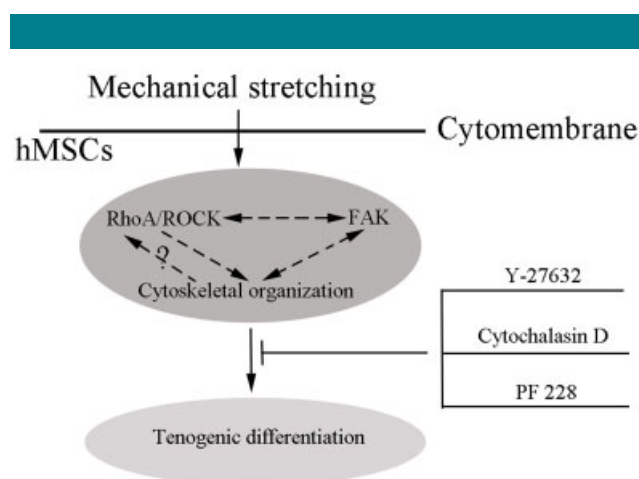 Mechanical stretching
Cytomembrane
hMSCs
RhoA/ROCK
FAK
?
Cytoskeletal organization
Y-27632
Cytochalasin D
PF 228
Tenogenic differentiation